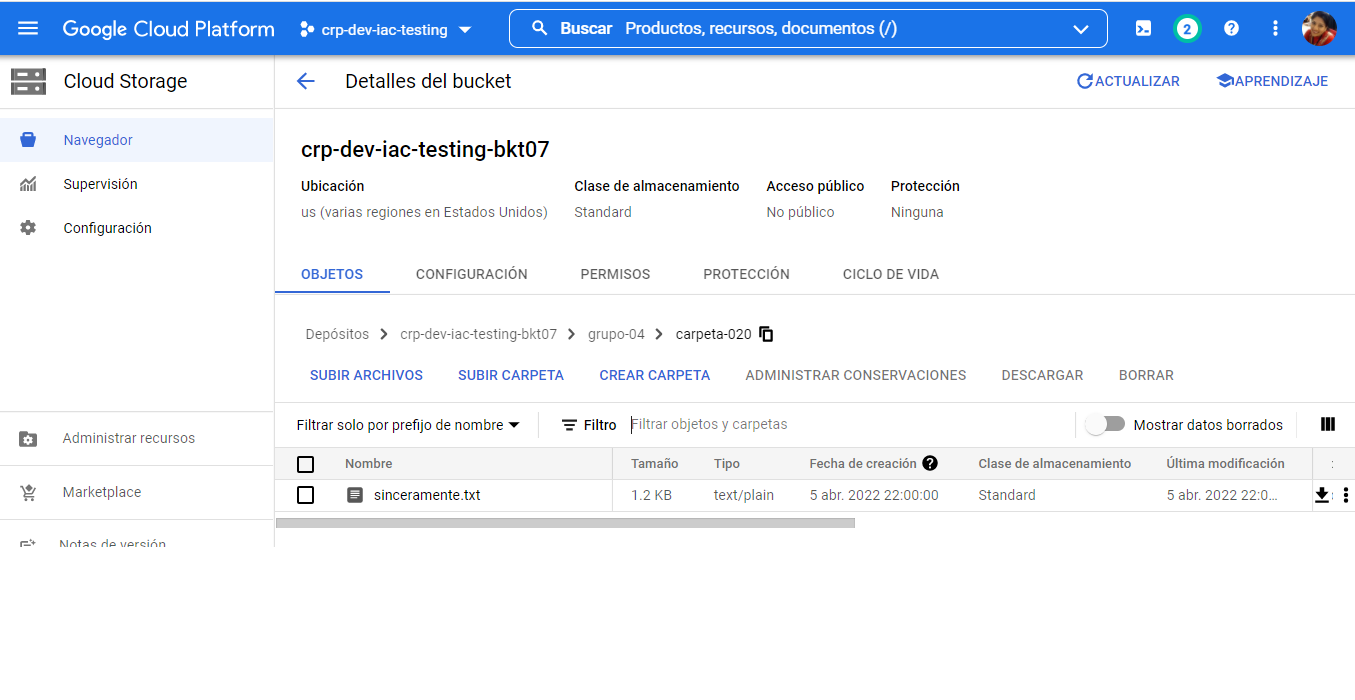 Google Cloud Platform crp-dev-iac-testing Buscar Productos, recursos, documentos (/) 2
Cloud Storage
Detalles del bucket ACTUALIZAR APRENDIZAJE
Navegador
Supervisión
Configuración
Administrar recursos
Marketplace
Notas de versión
crp-dev-iac-testing-bkt07
Ubicación Clase de almacenamiento Acceso público Protección
us (varias regiones en Estados Unidos) Standard No público Ninguna
OBJETOS CONFIGURACIÓN PERMISOS PROTECCIÓN CICLO DE VIDA
Depósitos crp-dev-iac-testing-bkt07 grupo-04 carpeta-020
SUBIR ARCHIVOS SUBIR CARPETA CREAR CARPETA ADMINISTRAR CONSERVACIONES DESCARGAR BORRAR
Filtrar solo por prefijo de nombre Filtro Filtrar objetos y carpetas Mostrar datos borrados
Nombre Tamaño Tipo Fecha de creación Clase de almacenamiento Última modificación
sinceramente.txt 1.2 KB text/plain 5 abr. 2022 22:00:00 Standard 5 abr. 2022 22:0...